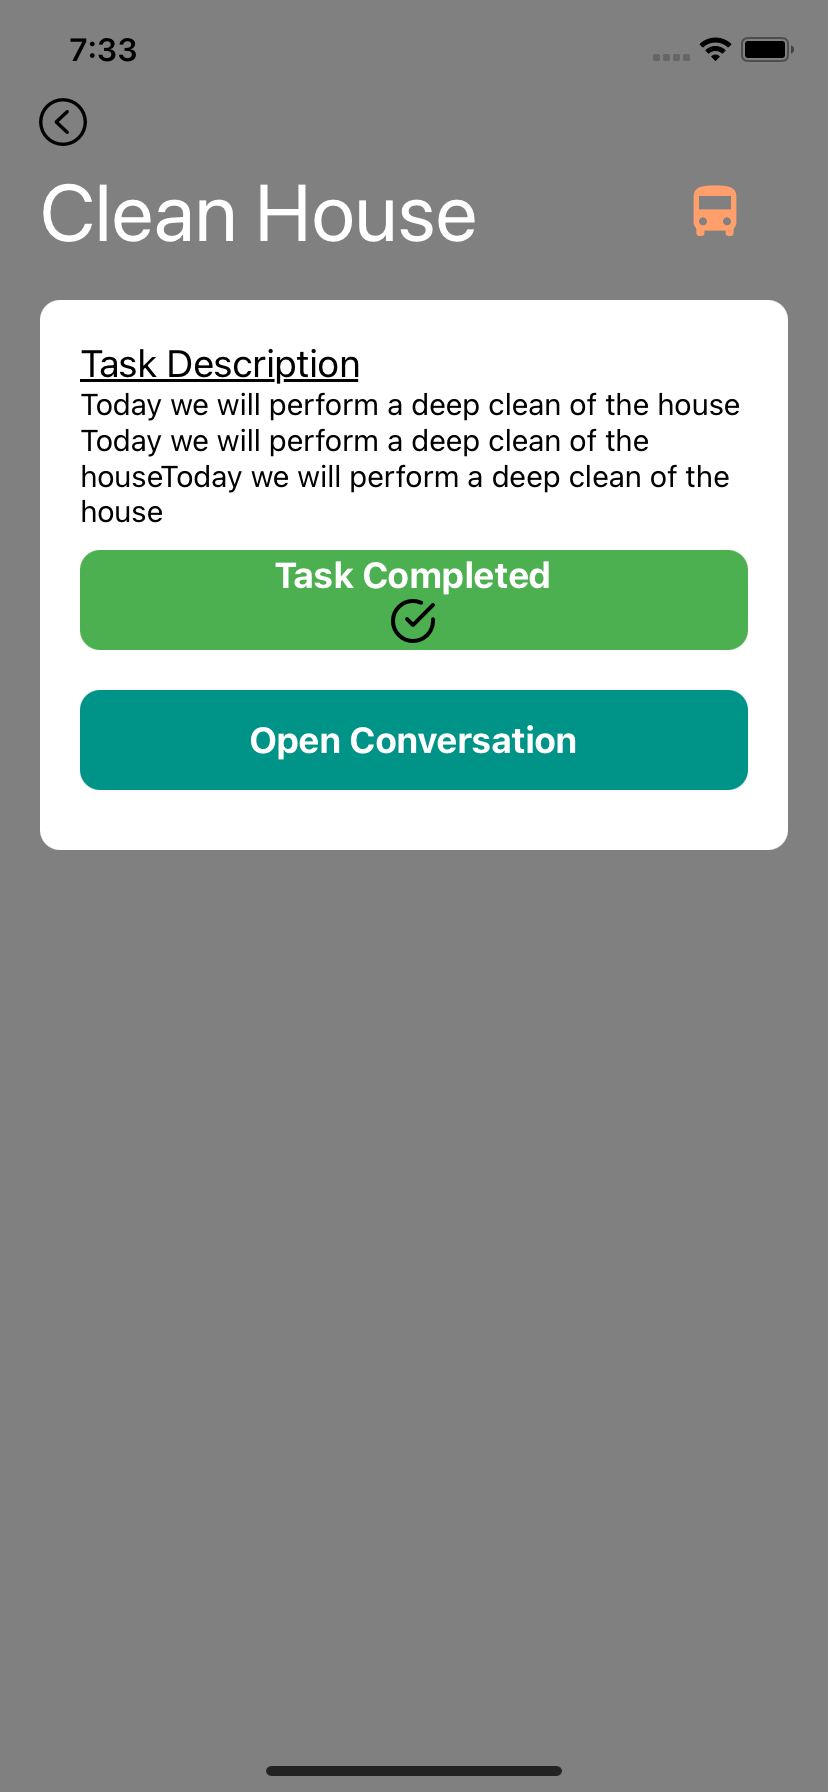 7:33
Clean House
Task Description
Today we will perform a deep clean of the house
Today we will perform a deep clean of the
houseToday we will perform a deep clean of the
house
Task Completed
Open Conversation